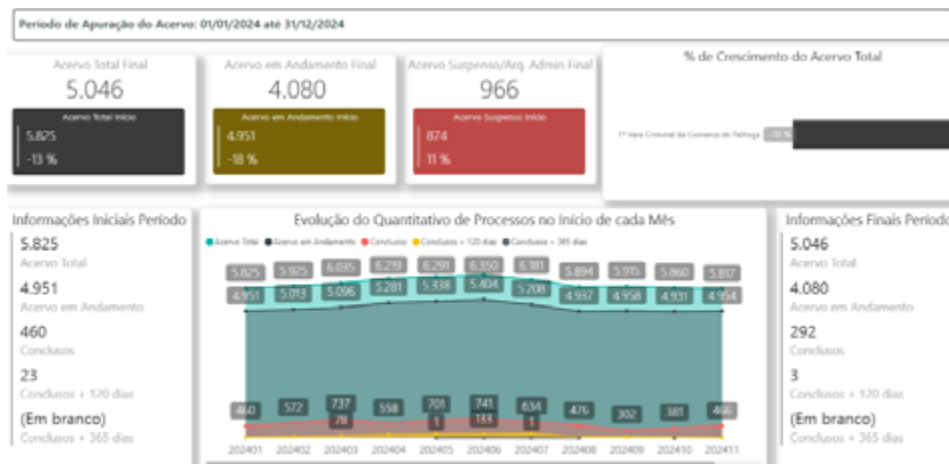 Período de Apuração do Acervo: 01/01/2024 até 31/12/2024
Acervo Total Final
5.046
Acervo Total Início
5.825
-13 %
Acervo em Andamento Final
4.080
Acervo em Andamento Início
4.951
-18 %
Acervo Suspenso/Arq. Admin Final
966
Acervo Suspenso Início
874
11 %
% de Crescimento do Acervo Total
1ª Vara Criminal da Comarca de Palhoça
Informações Iniciais Período
5.825
Acervo Total
4.951
Acervo em Andamento
460
Conclusos
23
Conclusos + 120 dias
(Em branco)
Conclusos + 365 dias
Evolução do Quantitativo de Processos no Início de cada Mês
Acervo Total Acervo em Andamento Conclusos Conclusos + 120 dias Conclusos + 365 dias
5.825 5.925 6.035 6.219 6.291 6.350 6.181 5.894 5.915 5.860 5.817
4.951 5.013 5.096 5.281 5.338 5.404 5.208 4.937 4.958 4.931 4.954
460 572 737 558 701 741 634 476 302 381 466
78 1 133 1
202401 202402 202403 202404 202405 202406 202407 202408 202409 202410 202411
Informações Finais Período
5.046
Acervo Total
4.080
Acervo em Andamento
292
Conclusos
3
Conclusos + 120 dias
(Em branco)
Conclusos + 365 dias